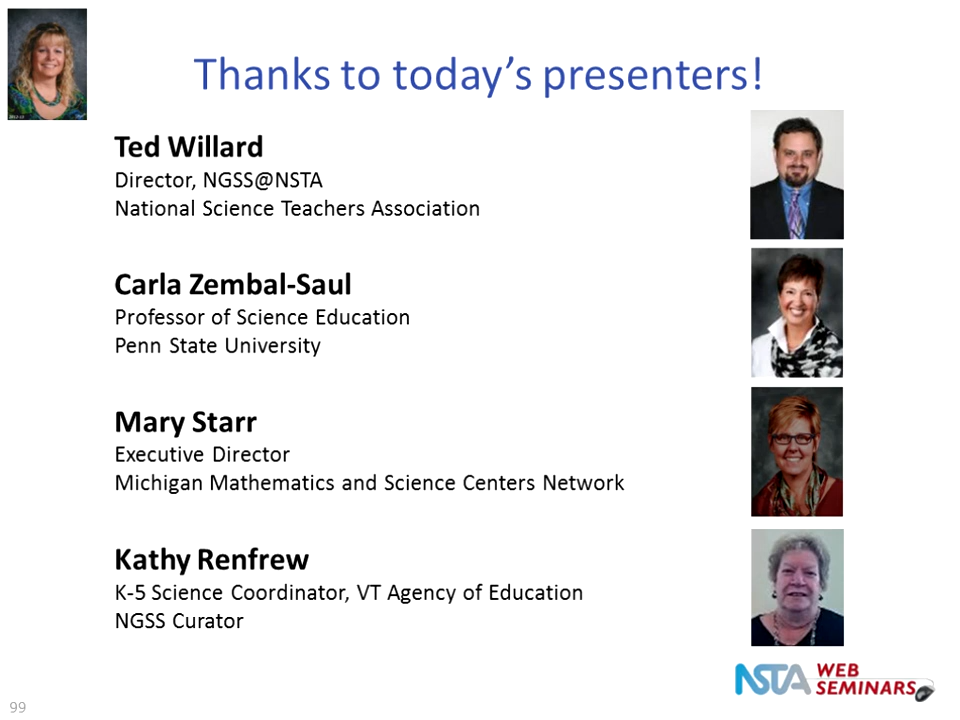 Thanks to today's presenters!
Ted Willard
Director, NGSS@NSTA
National Science Teachers Association
Carla Zembal-Saul
Professor of Science Education
Penn State University
Mary Starr
Executive Director
Michigan Mathematics and Science Centers Network
Kathy Renfrew
K-5 Science Coordinator, VT Agency of Education
NGSS Curator
NSTA WEB
SEMINARS
99